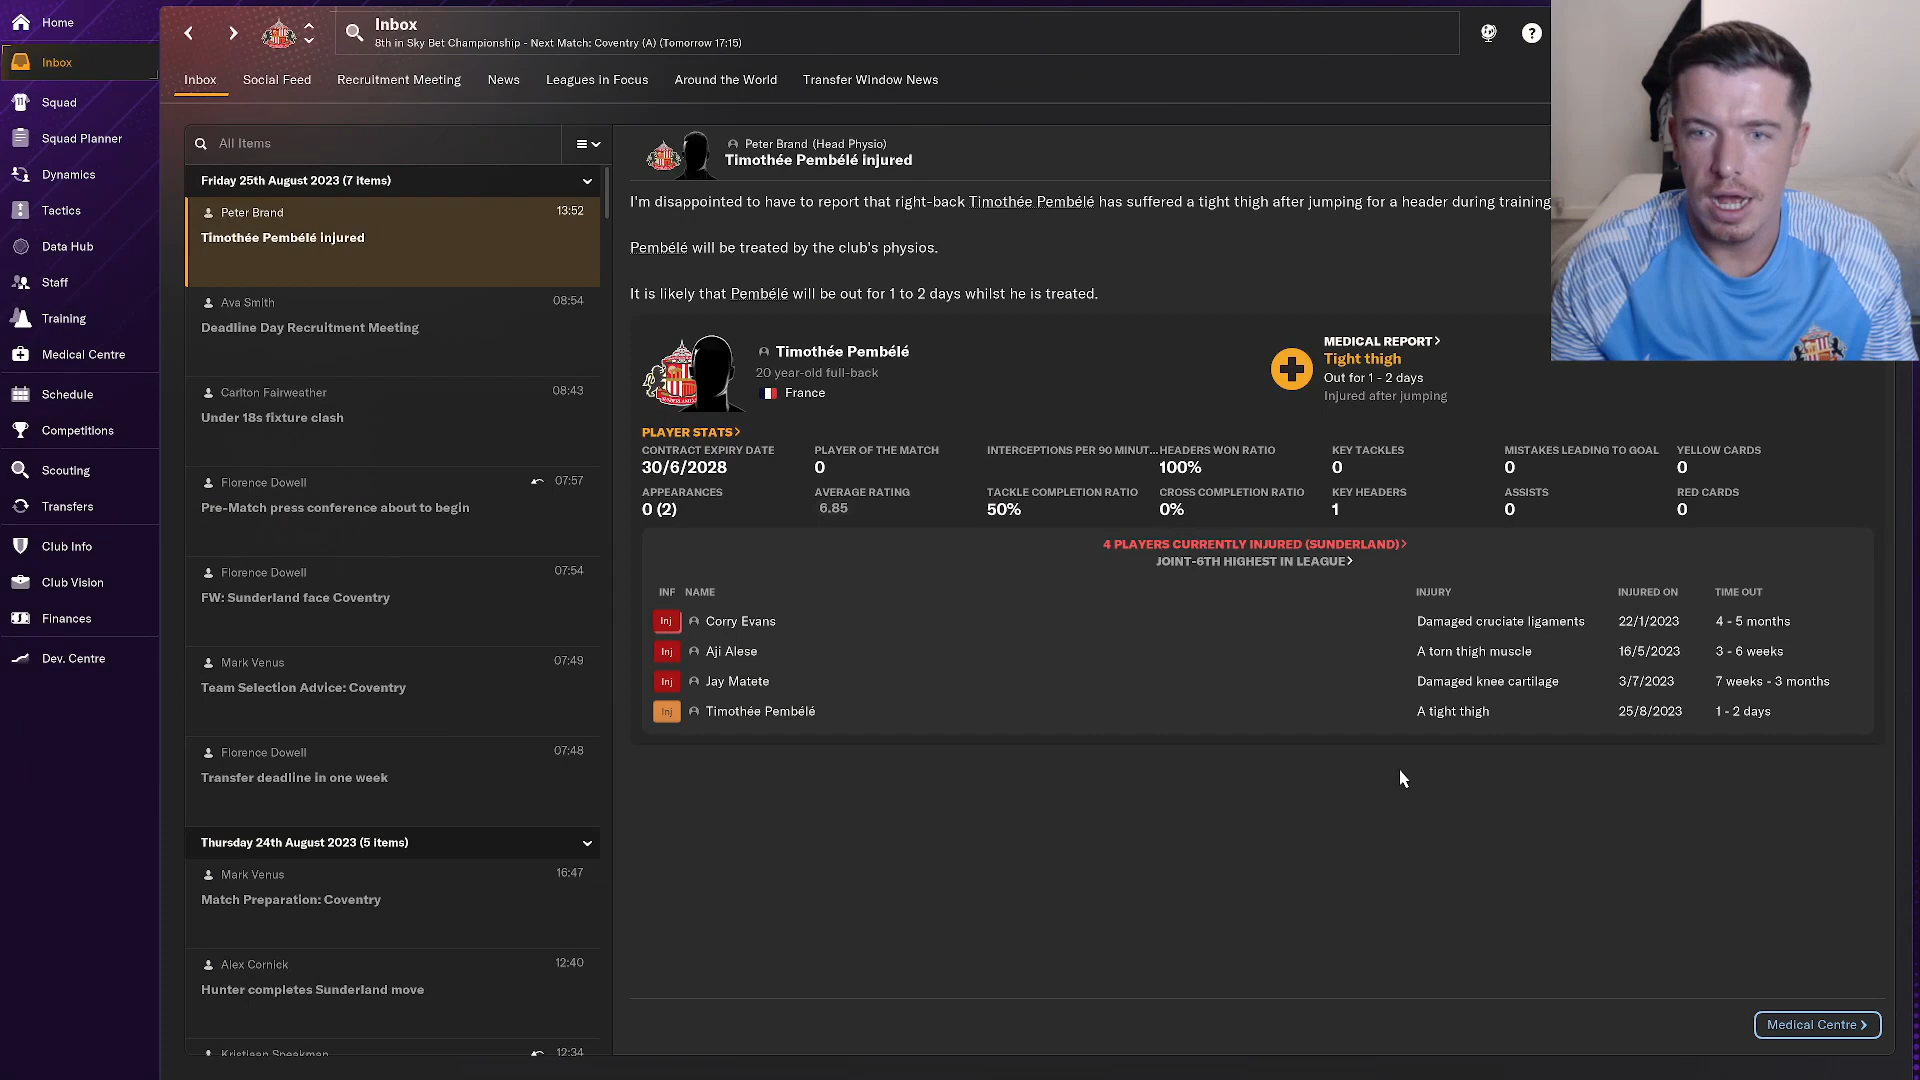 Home
Inbox
Squad
Squad Planner
Dynamics
Tactics
Data Hub
Staff
Training
Medical Centre
Schedule
Competitions
Scouting
Transfers
Club Info
Club Vision
Finances
Dev. Centre
Inbox
8th in Sky Bet Championship - Next Match: Coventry (A) (Tomorrow 17:15)
?
Inbox Social Feed Recruitment Meeting News Leagues in Focus Around the World Transfer Window News
All Items
Friday 25th August 2023 (7 items)
Peter Brand 13:52
Timothée Pembélé injured
Ava Smith 08:54
Deadline Day Recruitment Meeting
Carlton Fairweather 08:43
Under 18s fixture clash
Florence Dowell 07:57
Pre-Match press conference about to begin
Florence Dowell 07:54
FW: Sunderland face Coventry
Mark Venus 07:49
Team Selection Advice: Coventry
Florence Dowell 07:48
Transfer deadline in one week
Thursday 24th August 2023 (5 items)
Mark Venus 16:47
Match Preparation: Coventry
Alex Cornick 12:40
Hunter completes Sunderland move
Kristjaan Speakman 12:34
Peter Brand (Head Physio)
Timothée Pembélé injured
I'm disappointed to have to report that right-back Timothée Pembélé has suffered a tight thigh after jumping for a header during training
Pembélé will be treated by the club's physios.
It is likely that Pembélé will be out for 1 to 2 days whilst he is treated.
Timothée Pembélé
20 year-old full-back
France
MEDICAL REPORT
Tight thigh
Out for 1 - 2 days
Injured after jumping
PLAYER STATS
CONTRACT EXPIRY DATE PLAYER OF THE MATCH INTERCEPTIONS PER 90 MINUT... HEADERS WON RATIO KEY TACKLES MISTAKES LEADING TO GOAL YELLOW CARDS
30/6/2028 0 100% 0 0 0
APPEARANCES AVERAGE RATING TACKLE COMPLETION RATIO CROSS COMPLETION RATIO KEY HEADERS ASSISTS RED CARDS
0 (2) 6.85 50% 0% 1 0 0
4 PLAYERS CURRENTLY INJURED (SUNDERLAND)
JOINT-6TH HIGHEST IN LEAGUE
INF NAME INJURY INJURED ON TIME OUT
Inj Corry Evans Damaged cruciate ligaments 22/1/2023 4 - 5 months
Inj Aji Alese A torn thigh muscle 16/5/2023 3 - 6 weeks
Inj Jay Matete Damaged knee cartilage 3/7/2023 7 weeks - 3 months
Inj Timothée Pembélé A tight thigh 25/8/2023 1 - 2 days
Medical Centre